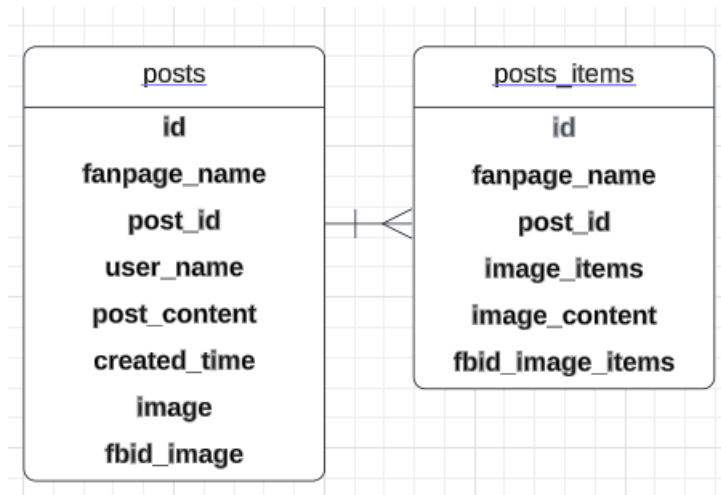 posts
id
fanpage_name
post_id
user_name
post_content
created_time
image
fbid_image
posts_items
id
fanpage_name
post_id
image_items
image_content
fbid_image_items